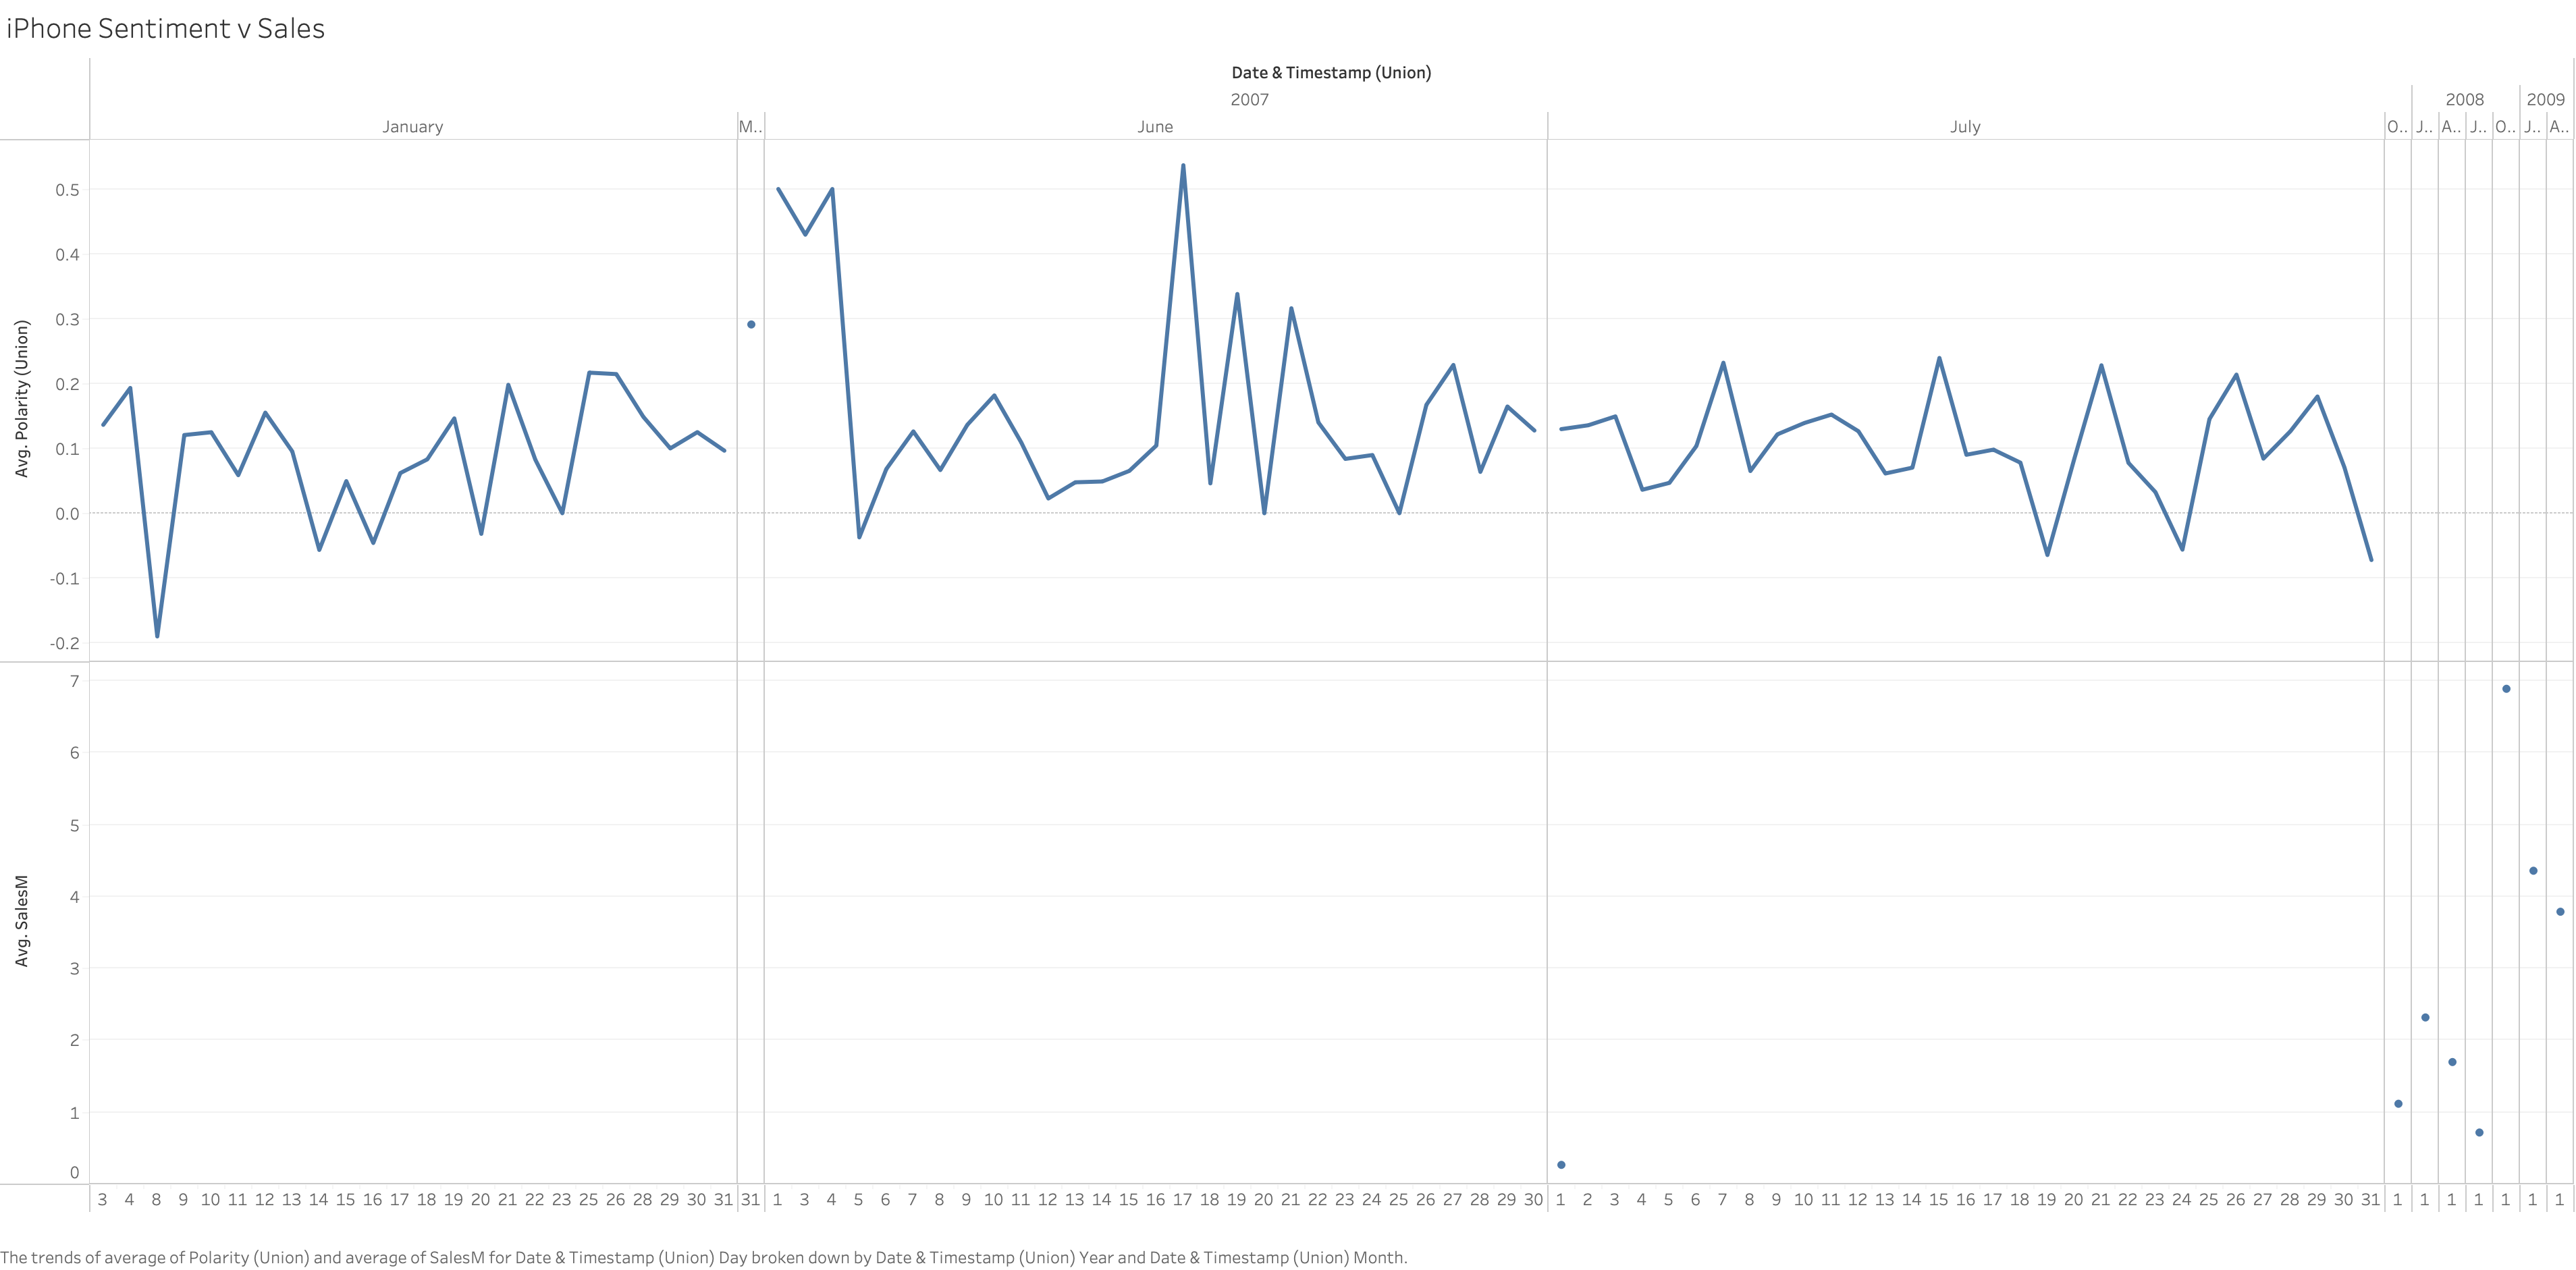 iPhone Sentiment v Sales
Date & Timestamp (Union)
2007 2008 2009
January M.. June July O.. J.. A.. J.. O.. J.. A..
Avg. Polarity (Union)
0.5
0.4
0.3
0.2
0.1
0.0
-0.1
-0.2
Avg. SalesM
7
6
5
4
3
2
1
0
3 4 8 9 10 11 12 13 14 15 16 17 18 19 20 21 22 23 25 26 28 29 30 31 31 1 3 4 5 6 7 8 9 10 11 12 13 14 15 16 17 18 19 20 21 22 23 24 25 26 27 28 29 30 1 2 3 4 5 6 7 8 9 10 11 12 13 14 15 16 17 18 19 20 21 22 23 24 25 26 27 28 29 30 31 1 1 1 1 1 1 1
The trends of average of Polarity (Union) and average of SalesM for Date & Timestamp (Union) Day broken down by Date & Timestamp (Union) Year and Date & Timestamp (Union) Month.